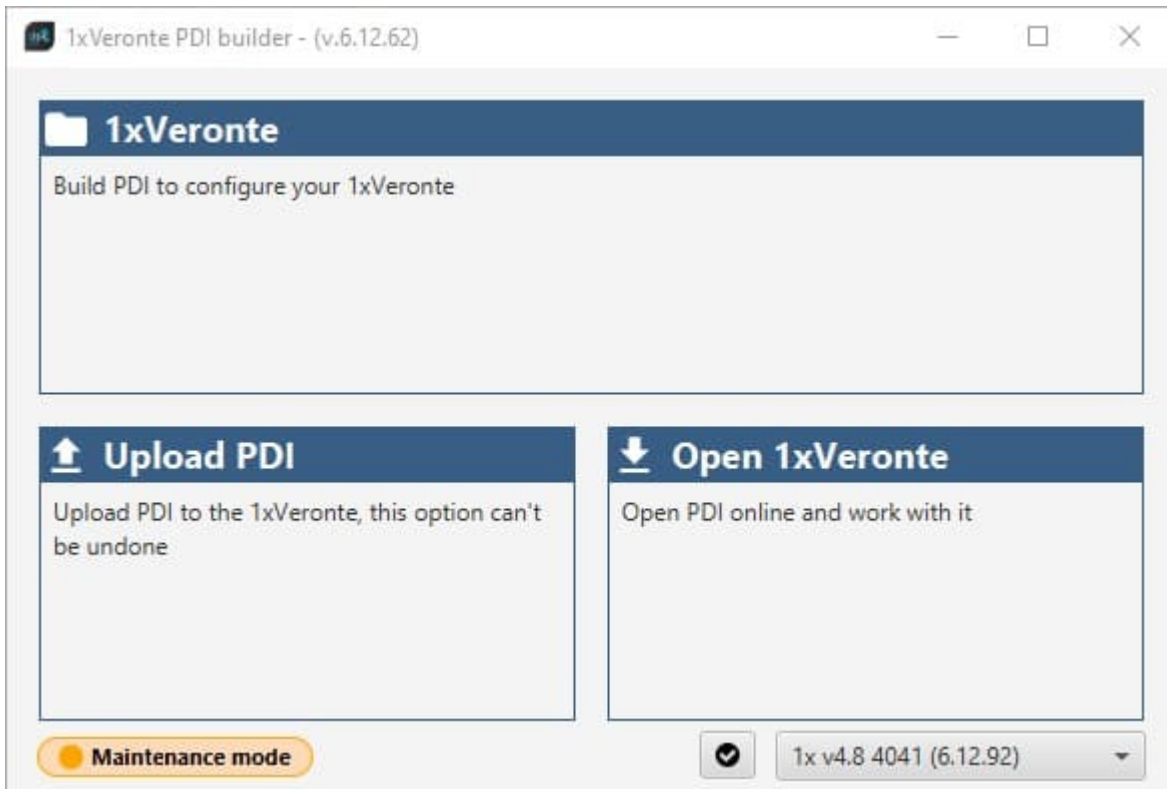 1xVeronte PDI builder - (v.6.12.62)
1xVeronte
Build PDI to configure your 1xVeronte
Upload PDI
Upload PDI to the 1xVeronte, this option can't
be undone
Open 1xVeronte
Open PDI online and work with it
Maintenance mode
1x v4.8 4041 (6.12.92)